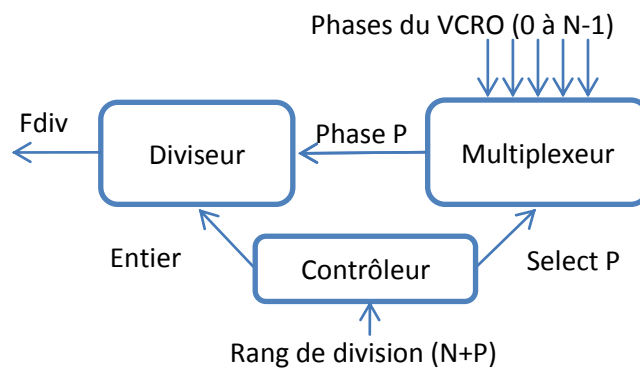 Phases du VCRO (0 à N-1)
Fdiv
Diviseur
Phase P
Multiplexeur
Entier
Contrôleur
Select P
Rang de division (N+P)